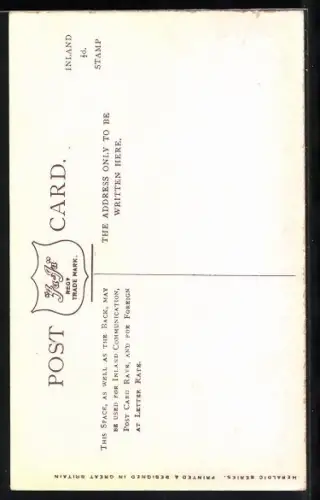 POST CARD.
REGD
TRADE MARK.
INLAND
½d.
STAMP
THIS SPACE, AS WELL AS THE BACK, MAY
BE USED FOR INLAND COMMUNICATION,
POST CARD RATE, AND FOR FOREIGN
AT LETTER RATE.
THE ADDRESS ONLY TO BE
WRITTEN HERE.
HERALDIC SERIES. PRINTED & DESIGNED IN GREAT BRITAIN